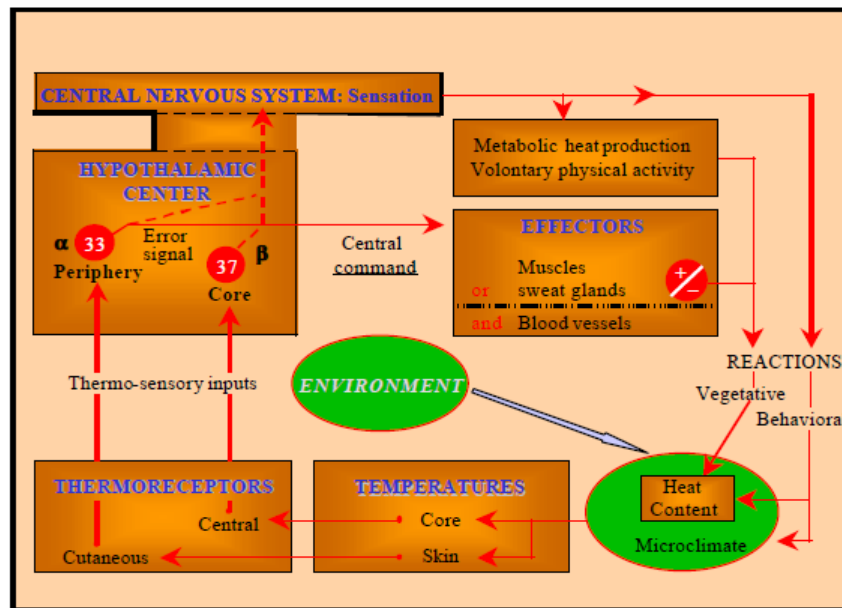 CENTRAL NERVOUS SYSTEM: Sensation
HYPOTHALAMIC
CENTER
α
33
Periphery
Error
signal
37
β
Core
Central
command
Metabolic heat production
Volontary physical activity
EFFECTORS
or
Muscles
sweat glands
+
−
and
Blood vessels
Thermo-sensory inputs
ENVIRONMENT
REACTIONS
Vegetative
Behaviora
THERMORECEPTORS
Central
Cutaneous
TEMPERATURES
Core
Skin
Heat
Content
Microclimate